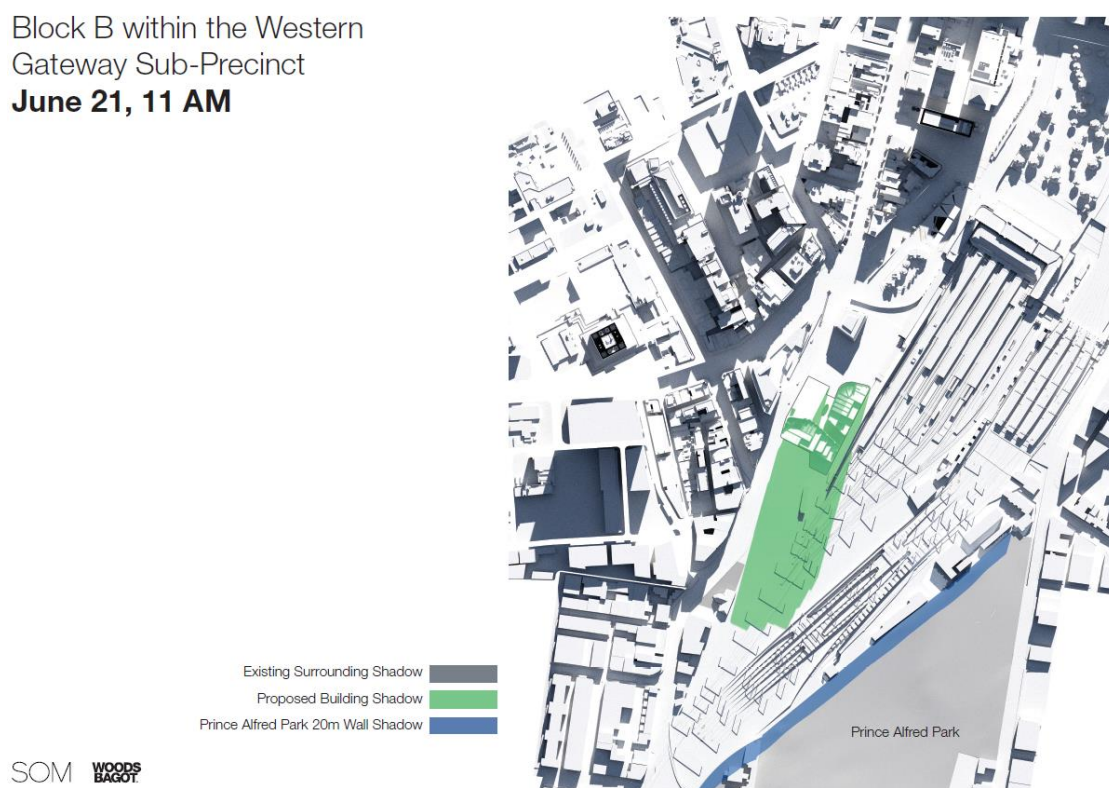 Block B within the Western
Gateway Sub-Precinct
June 21, 11 AM
Existing Surrounding Shadow
Proposed Building Shadow
Prince Alfred Park 20m Wall Shadow
Prince Alfred Park
SOM
WOODS
BAGOT